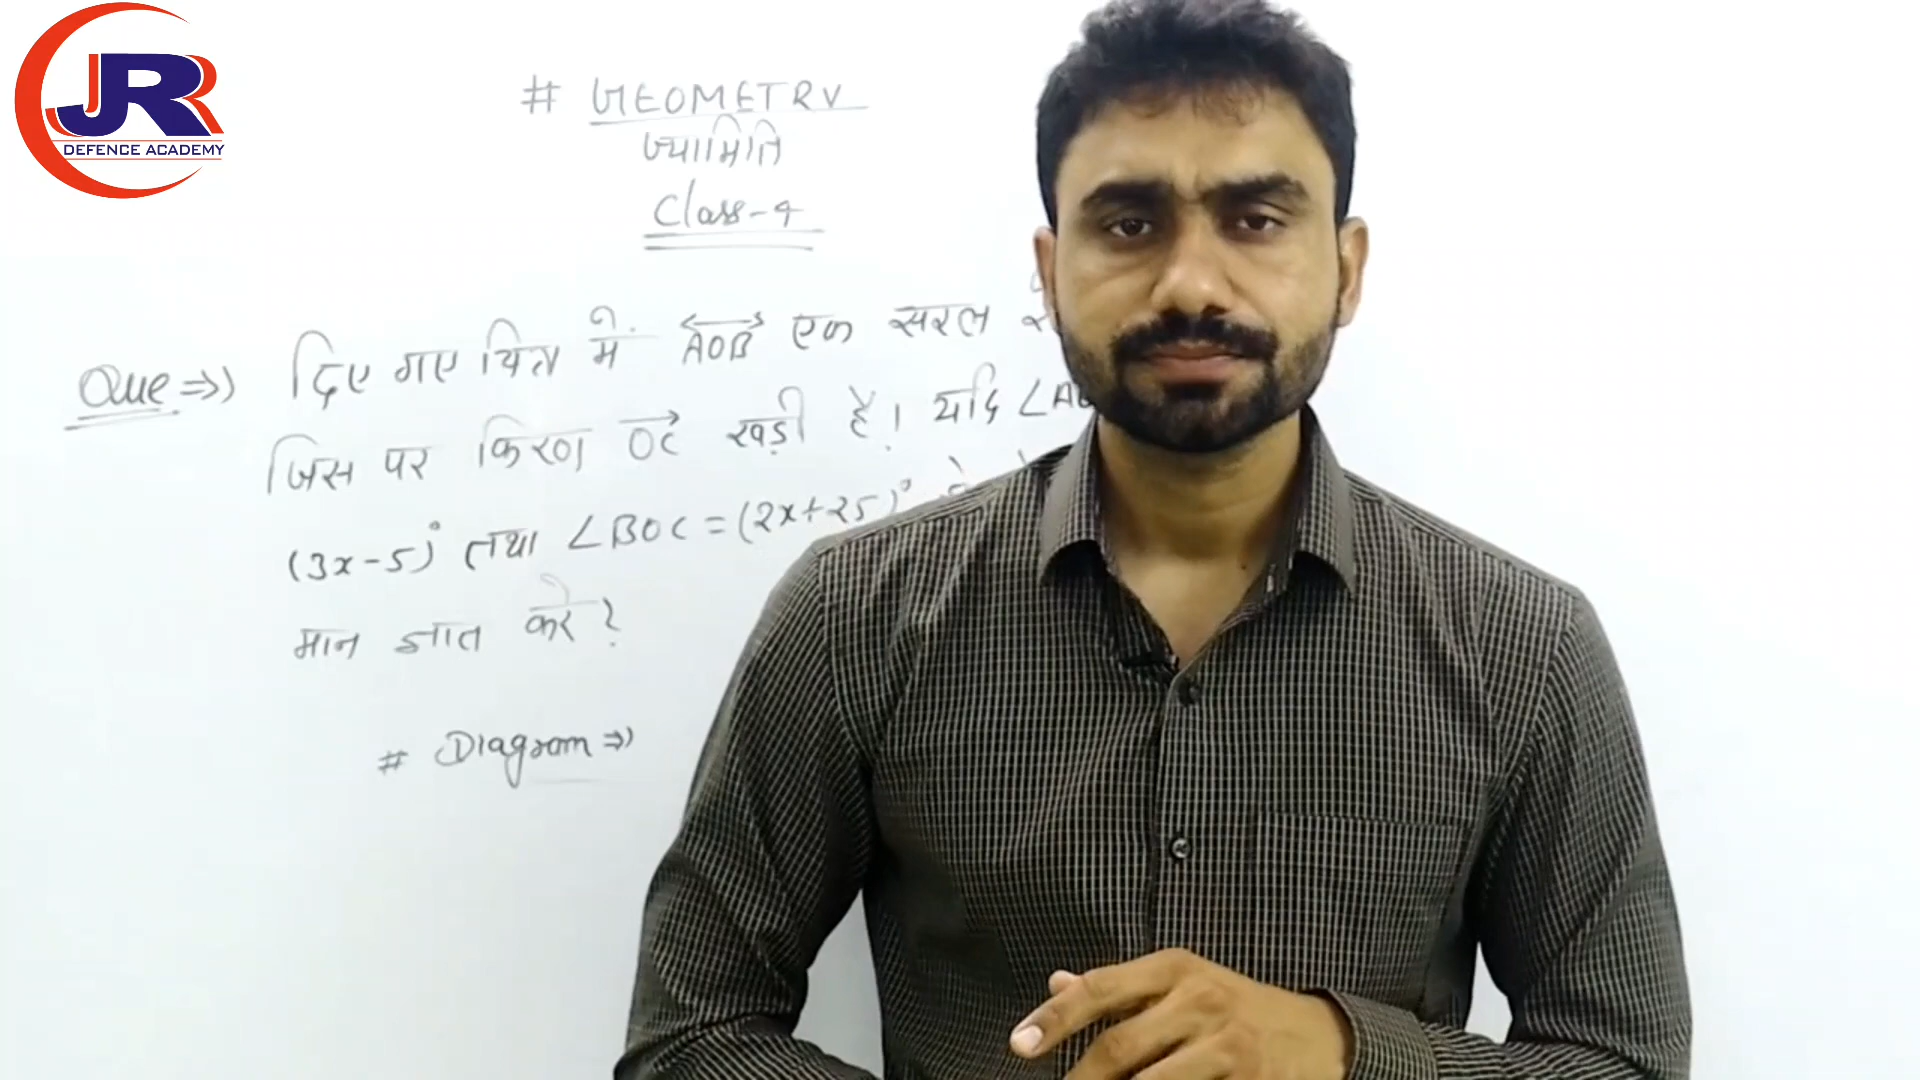 JR
DEFENCE ACADEMY
# GEOMETRY
ज्यामिति
Class-4
Que ⇒) दिए गए चित्र में AOB एक सरल
जिस पर किरण OC खड़ी है। यदि
(3x-5)° तथा ∠BOC = (2x+25)°
मान ज्ञात करे?
# Diagram ⇒)